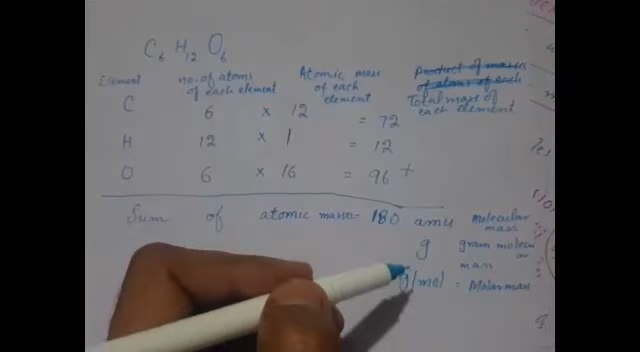 C6 H12 O6
Element no. of atoms of each element Atomic mass of each element Product of masses of atoms of each Total mass of each element
C 6 x 12 = 72
H 12 x 1 = 12
O 6 x 16 = 96 +
Sum of atomic mass = 180 amu Molecular mass
g gram molecular mass
g/mol = Molar mass